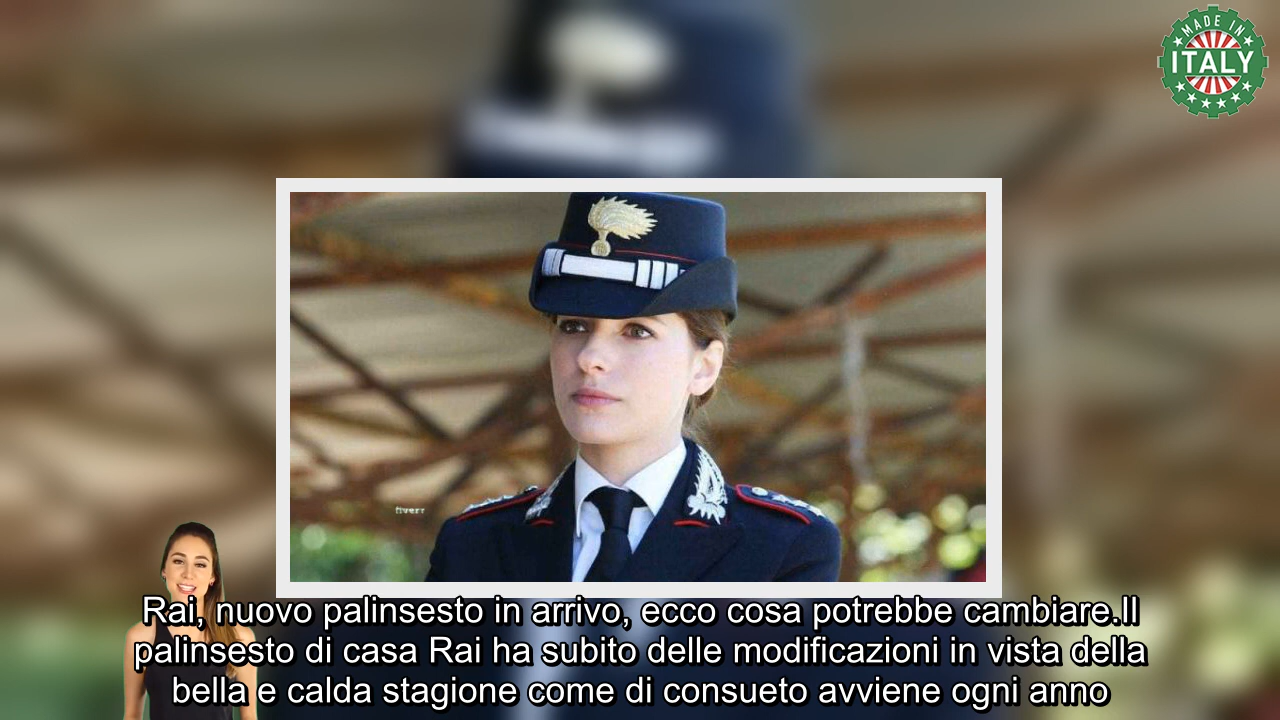 MADE IN
ITALY
fiverr
Rai, nuovo palinsesto in arrivo, ecco cosa potrebbe cambiare.Il
palinsesto di casa Rai ha subito delle modificazioni in vista della
bella e calda stagione come di consueto avviene ogni anno